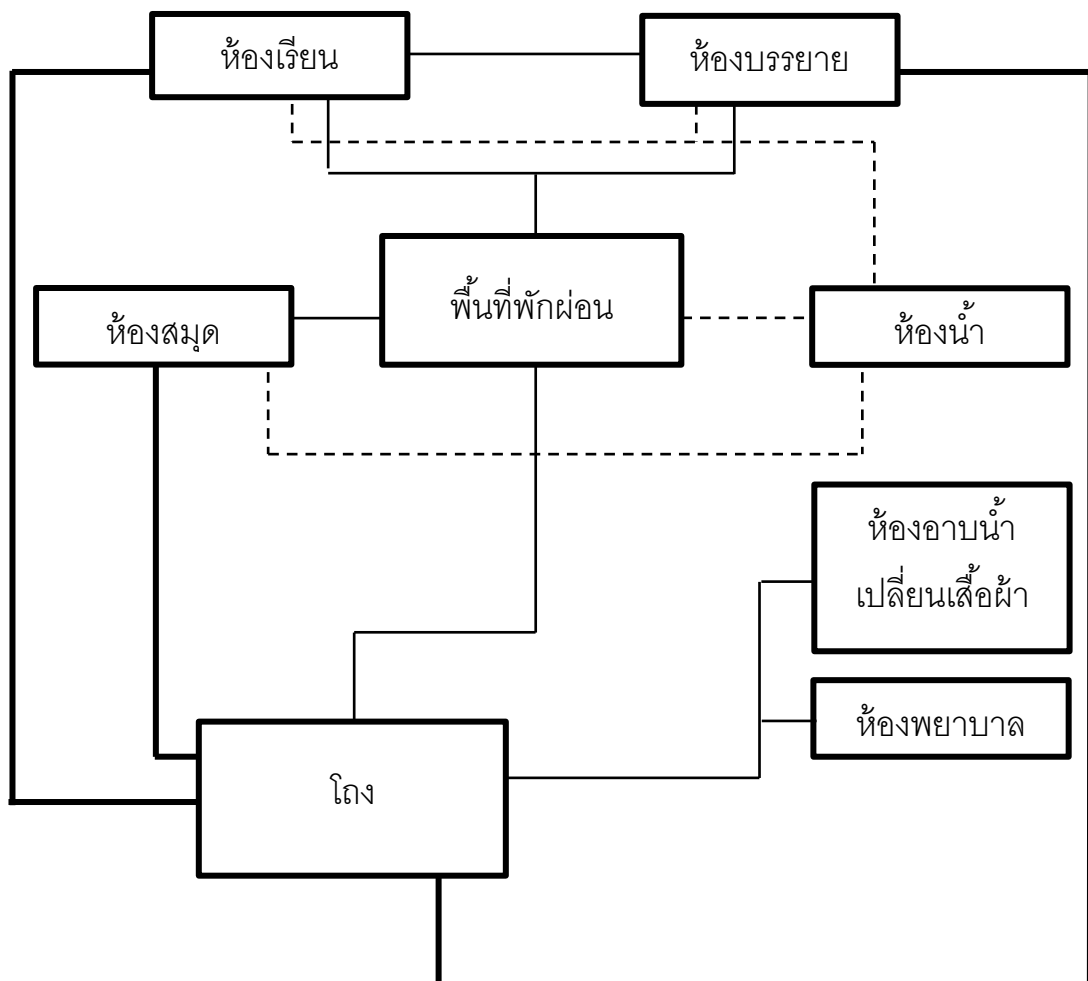 ห้องเรียน
ห้องบรรยาย
พื้นที่พักผ่อน
ห้องสมุด
ห้องน้ำ
ห้องอาบน้ำ
เปลี่ยนเสื้อผ้า
ห้องพยาบาล
โถง